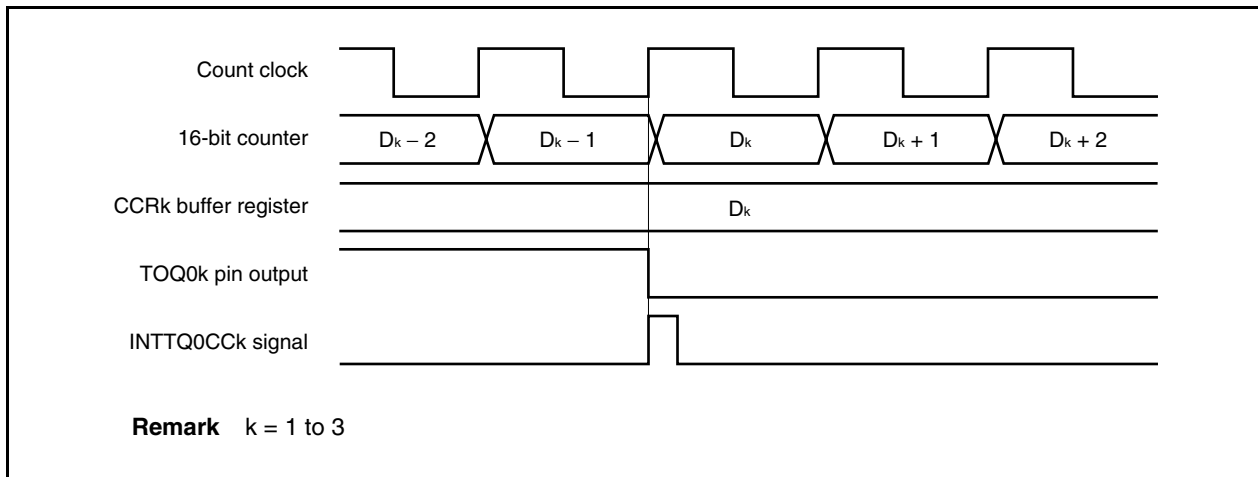 Count clock
16-bit counter Dk − 2 Dk − 1 Dk Dk + 1 Dk + 2
CCRk buffer register Dk
TOQ0k pin output
INTTQ0CCk signal
Remark k = 1 to 3